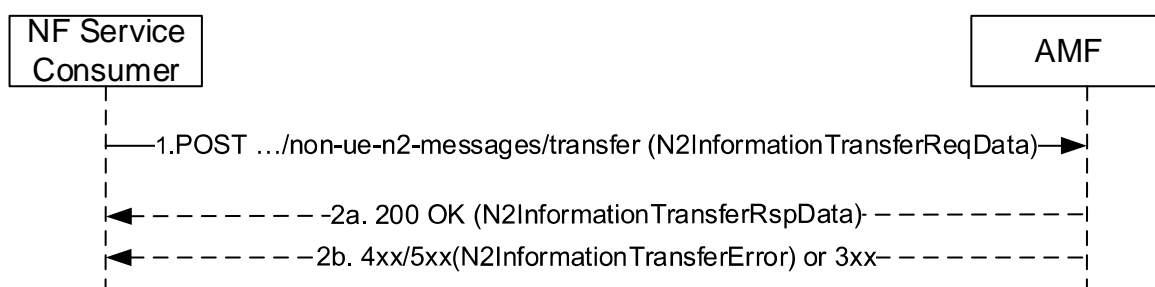 NF Service
Consumer
AMF
1.POST …/non-ue-n2-messages/transfer (N2InformationTransferReqData)
2a. 200 OK (N2InformationTransferRspData)
2b. 4xx/5xx(N2InformationTransferError) or 3xx